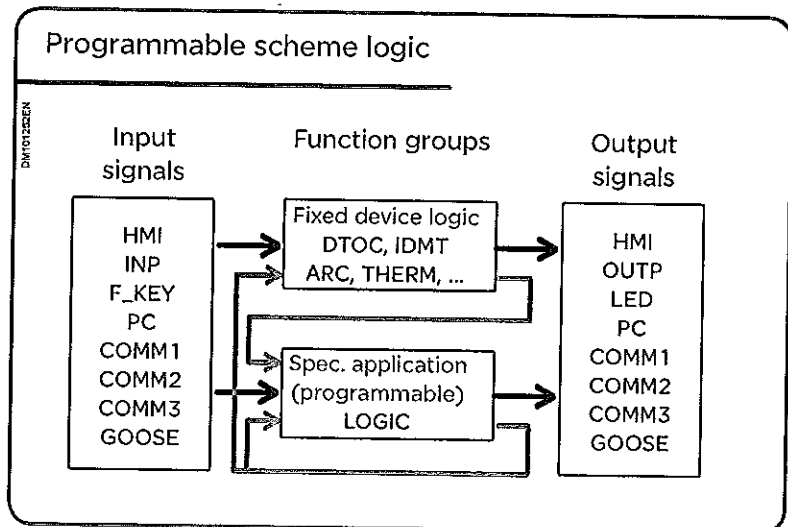 Programmable scheme logic
DM101252EN
Input
signals
Function groups
Output
signals
HMI
INP
F_KEY
PC
COMM1
COMM2
COMM3
GOOSE
Fixed device logic
DTOC, IDMT
ARC, THERM, ...
Spec. application
(programmable)
LOGIC
HMI
OUTP
LED
PC
COMM1
COMM2
COMM3
GOOSE